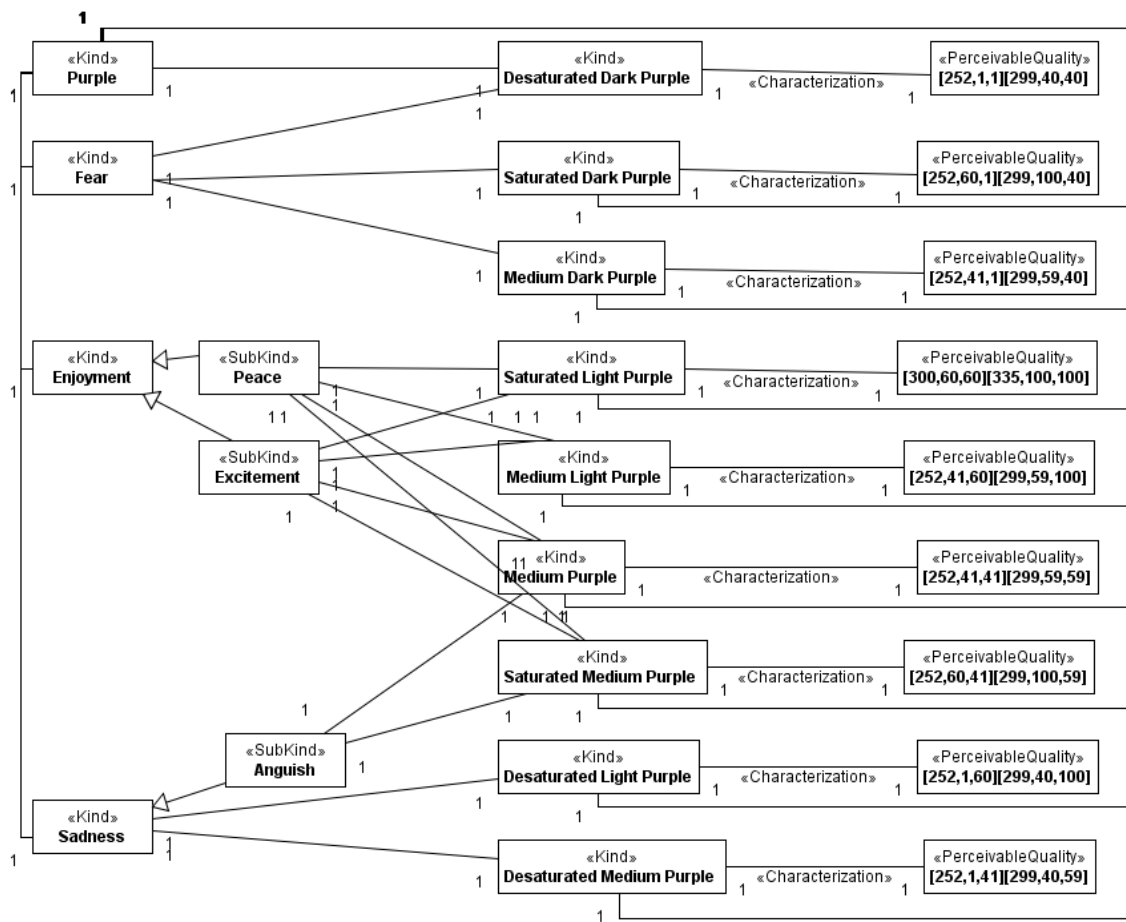 1
«Kind»
Purple
«Kind»
Desaturated Dark Purple
«PerceivableQuality»
[252,1,1][299,40,40]
«Characterization»
1
1
1
1
1
1
«Kind»
Fear
«Kind»
Saturated Dark Purple
«PerceivableQuality»
[252,60,1][299,100,40]
«Characterization»
1
1
1
1
1
1
1
«Kind»
Medium Dark Purple
«PerceivableQuality»
[252,41,1][299,59,40]
«Characterization»
1
1
1
1
«Kind»
Enjoyment
«SubKind»
Peace
«Kind»
Saturated Light Purple
«PerceivableQuality»
[300,60,60][335,100,100]
«Characterization»
1
1
1
1
1
1
1 1
1 1 1
1
«SubKind»
Excitement
«Kind»
Medium Light Purple
«PerceivableQuality»
[252,41,60][299,59,100]
«Characterization»
1
1
1
1
1
1
1
«Kind»
Medium Purple
«PerceivableQuality»
[252,41,41][299,59,59]
«Characterization»
11
1
1
1
1
11
«Kind»
Saturated Medium Purple
«PerceivableQuality»
[252,60,41][299,100,59]
«Characterization»
1
1
1
1
1
«SubKind»
Anguish
1
«Kind»
Desaturated Light Purple
«PerceivableQuality»
[252,1,60][299,40,100]
«Characterization»
1
1
1
1
«Kind»
Sadness
1
1
1
«Kind»
Desaturated Medium Purple
«PerceivableQuality»
[252,1,41][299,40,59]
«Characterization»
1
1
1
1